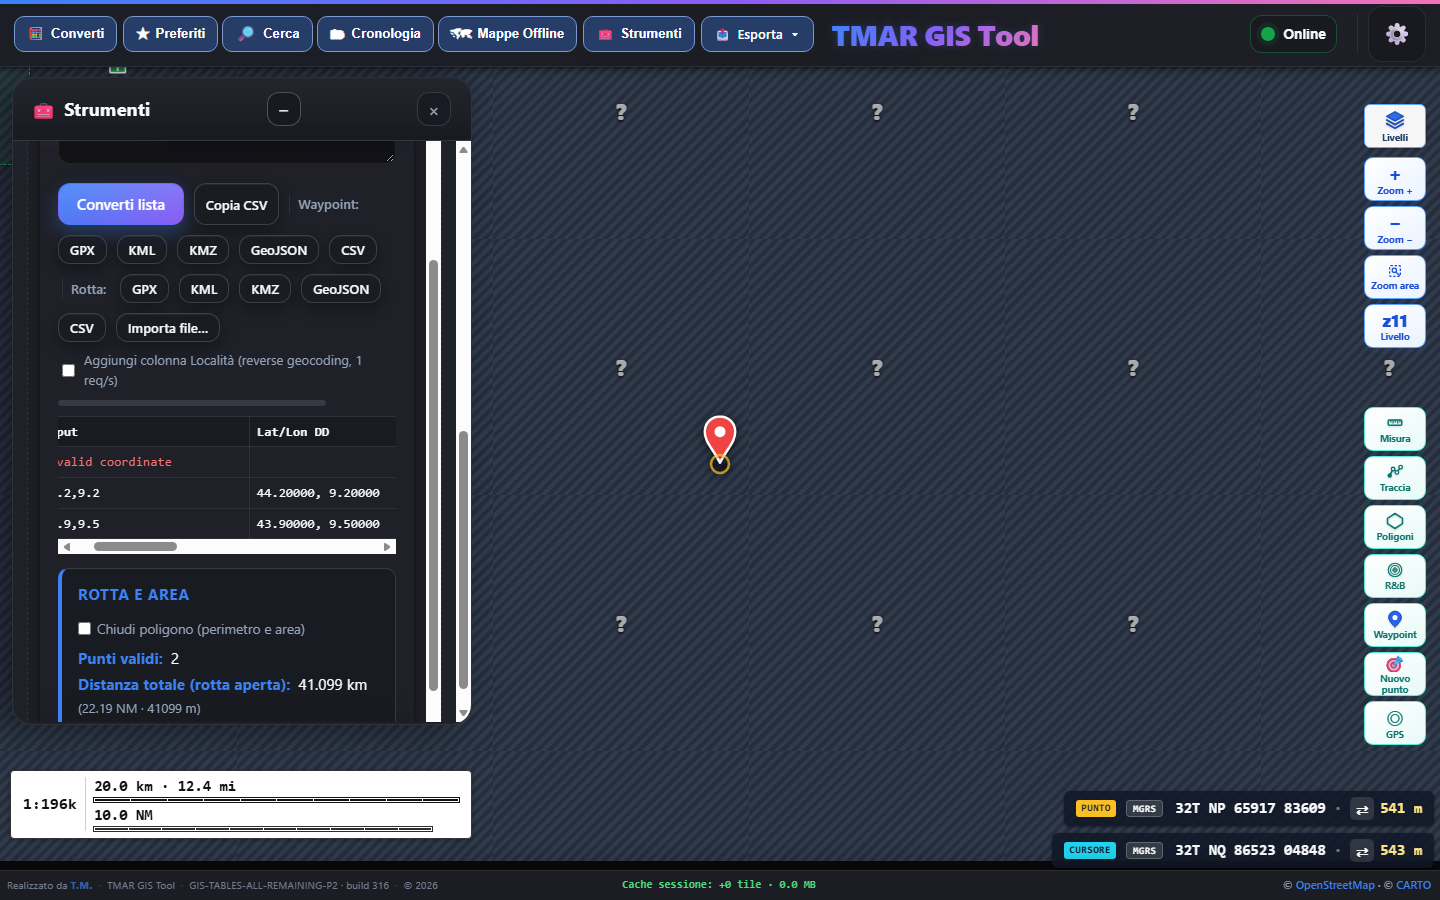 Converti
Preferiti
Cerca
Cronologia
Mappe Offline
Strumenti
Esporta
TMAR GIS Tool
Online
Strumenti
−
×
Converti lista
Copia CSV
Waypoint:
GPX
KML
KMZ
GeoJSON
CSV
Rotta:
GPX
KML
KMZ
GeoJSON
CSV
Importa file...
Aggiungi colonna Località (reverse geocoding, 1
req/s)
put
Lat/Lon DD
valid coordinate
.2,9.2
44.20000, 9.20000
.9,9.5
43.90000, 9.50000
ROTTA E AREA
Chiudi poligono (perimetro e area)
Punti validi: 2
Distanza totale (rotta aperta): 41.099 km
(22.19 NM · 41099 m)
? ? ?
? ? ? ?
? ? ?
Livelli
+
Zoom +
−
Zoom −
Zoom area
z11
Livello
Misura
Traccia
Poligoni
R&B
Waypoint
Nuovo
punto
GPS
1:196k
20.0 km · 12.4 mi
10.0 NM
PUNTO MGRS 32T NP 65917 83609 · ⇄ 541 m
CURSORE MGRS 32T NQ 86523 04848 · ⇄ 543 m
Realizzato da T.M. · TMAR GIS Tool · GIS-TABLES-ALL-REMAINING-P2 · build 316 · © 2026
Cache sessione: +0 tile · 0.0 MB
© OpenStreetMap · © CARTO